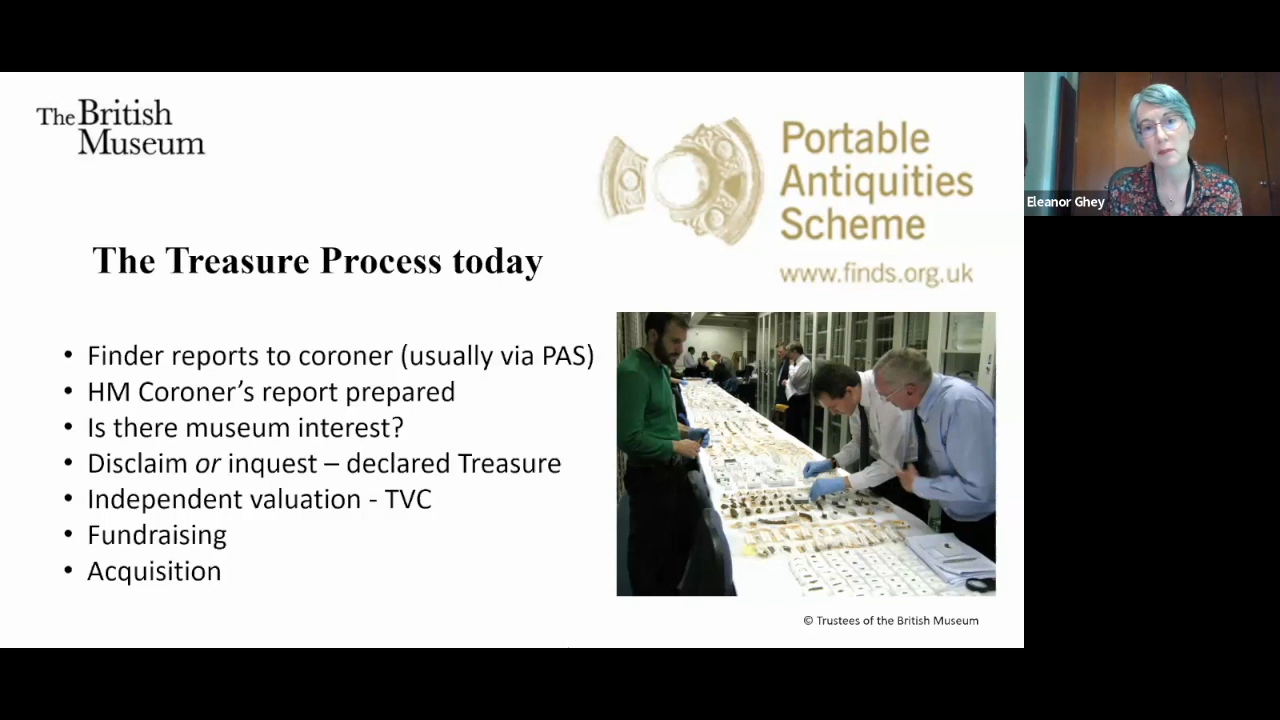 The British
Museum
Portable
Antiquities
Scheme
www.finds.org.uk
Eleanor Ghey
The Treasure Process today
• Finder reports to coroner (usually via PAS)
• HM Coroner’s report prepared
• Is there museum interest?
• Disclaim or inquest – declared Treasure
• Independent valuation - TVC
• Fundraising
• Acquisition
© Trustees of the British Museum